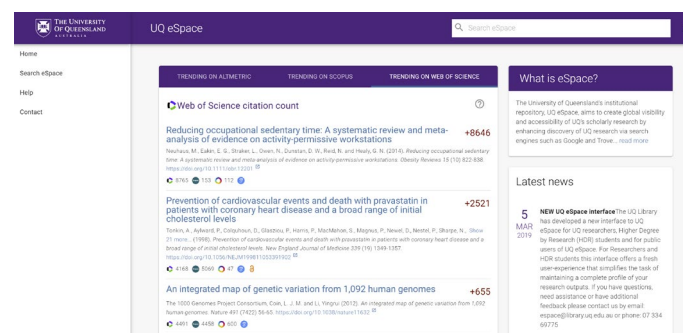 THE UNIVERSITY
OF QUEENSLAND
AUSTRALIA
UQ eSpace
Search eSpace
Home
Search eSpace
Help
Contact
TRENDING ON ALTMETRIC
TRENDING ON SCOPUS
TRENDING ON WEB OF SCIENCE
Web of Science citation count
Reducing occupational sedentary time: A systematic review and meta-
analysis of evidence on activity-permissive workstations
+8646
Neuhaus, M., Eakin, E. G., Straker, L., Owen, N., Dunstan, D. W., Reid, N. and Healy, G. N. (2014). Reducing occupational sedentary
time: A systematic review and meta-analysis of evidence on activity-permissive workstations. Obesity Reviews 15 (10) 822-838.
https://doi.org/10.1111/obr.12201
8765 153 112
Prevention of cardiovascular events and death with pravastatin in
patients with coronary heart disease and a broad range of initial
cholesterol levels
+2521
Tonkin, A., Aylward, P., Colquhoun, D., Glasziou, P., Harris, P., MacMahon, S., Magnus, P., Newel, D., Nestel, P., Sharpe, N., Show
21 more... (1998). Prevention of cardiovascular events and death with pravastatin in patients with coronary heart disease and a
broad range of initial cholesterol levels. New England Journal of Medicine 339 (19) 1349-1357.
https://doi.org/10.1056/NEJM199811053391902
4168 5069 47
An integrated map of genetic variation from 1,092 human genomes
+655
The 1000 Genomes Project Consortium, Coin, L. J. M. and Li, Yingrui (2012). An integrated map of genetic variation from 1,092
human genomes. Nature 491 (7422) 56-65. https://doi.org/10.1038/nature11632
4491 4458 600
What is eSpace?
The University of Queensland's institutional
repository, UQ eSpace, aims to create global visibility
and accessibility of UQ's scholarly research by
enhancing discovery of UQ research via search
engines such as Google and Trove... read more
Latest news
5
MAR
2019
NEW UQ eSpace interfaceThe UQ Library
has developed a new interface to UQ
eSpace for UQ researchers, Higher Degree
by Research (HDR) students and for public
users of UQ eSpace. For Researchers and
HDR students this interface offers a fresh
user-experience that simplifies the task of
maintaining a complete profile of your
research outputs. If you have questions,
need assistance or have additional
feedback please contact us by email:
espace@library.uq.edu.au or phone: 07 334
69775